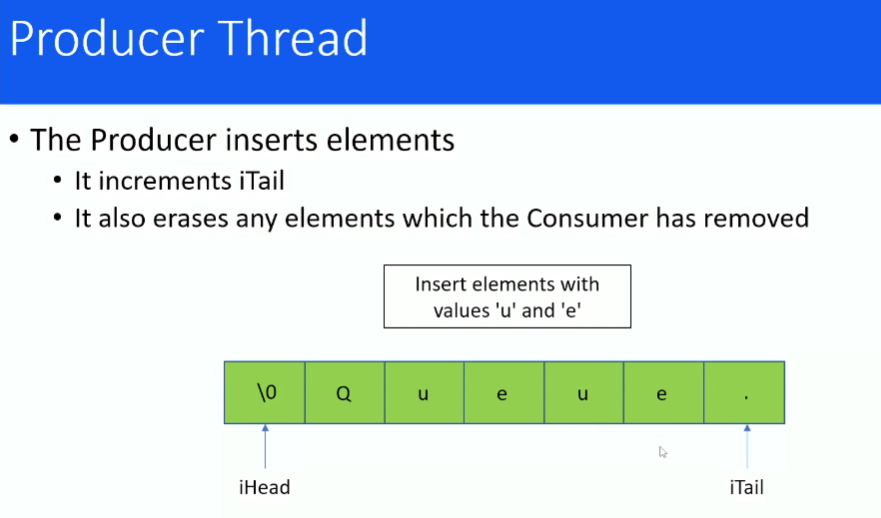 Producer Thread
• The Producer inserts elements
• It increments iTail
• It also erases any elements which the Consumer has removed
Insert elements with
values 'u' and 'e'
\0 Q u e u e .
iHead iTail